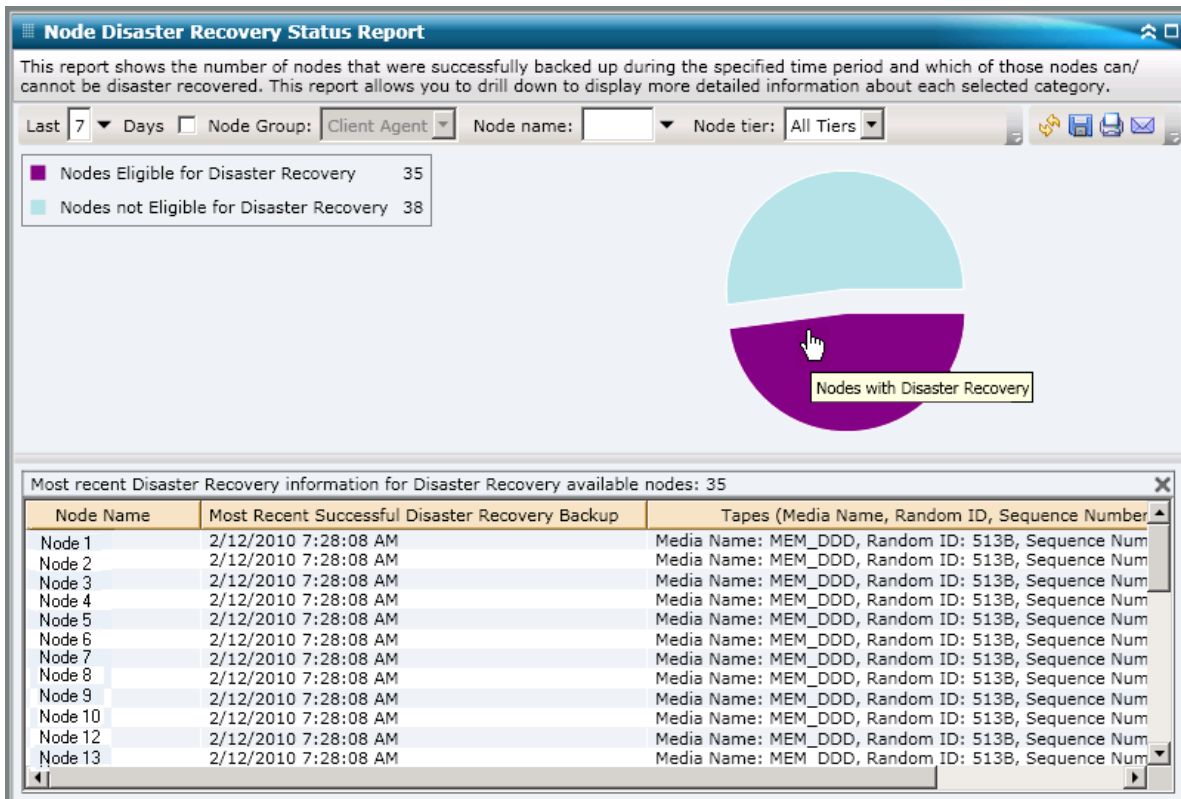 Node Disaster Recovery Status Report
This report shows the number of nodes that were successfully backed up during the specified time period and which of those nodes can/
cannot be disaster recovered. This report allows you to drill down to display more detailed information about each selected category.
Last 7 Days Node Group: Client Agent Node name: Node tier: All Tiers
Nodes Eligible for Disaster Recovery 35
Nodes not Eligible for Disaster Recovery 38
Nodes with Disaster Recovery
Most recent Disaster Recovery information for Disaster Recovery available nodes: 35
Node Name Most Recent Successful Disaster Recovery Backup Tapes (Media Name, Random ID, Sequence Number
Node 1 2/12/2010 7:28:08 AM Media Name: MEM_DDD, Random ID: 513B, Sequence Num
Node 2 2/12/2010 7:28:08 AM Media Name: MEM_DDD, Random ID: 513B, Sequence Num
Node 3 2/12/2010 7:28:08 AM Media Name: MEM_DDD, Random ID: 513B, Sequence Num
Node 4 2/12/2010 7:28:08 AM Media Name: MEM_DDD, Random ID: 513B, Sequence Num
Node 5 2/12/2010 7:28:08 AM Media Name: MEM_DDD, Random ID: 513B, Sequence Num
Node 6 2/12/2010 7:28:08 AM Media Name: MEM_DDD, Random ID: 513B, Sequence Num
Node 7 2/12/2010 7:28:08 AM Media Name: MEM_DDD, Random ID: 513B, Sequence Num
Node 8 2/12/2010 7:28:08 AM Media Name: MEM_DDD, Random ID: 513B, Sequence Num
Node 9 2/12/2010 7:28:08 AM Media Name: MEM_DDD, Random ID: 513B, Sequence Num
Node 10 2/12/2010 7:28:08 AM Media Name: MEM_DDD, Random ID: 513B, Sequence Num
Node 12 2/12/2010 7:28:08 AM Media Name: MEM_DDD, Random ID: 513B, Sequence Num
Node 13 2/12/2010 7:28:08 AM Media Name: MEM_DDD, Random ID: 513B, Sequence Num